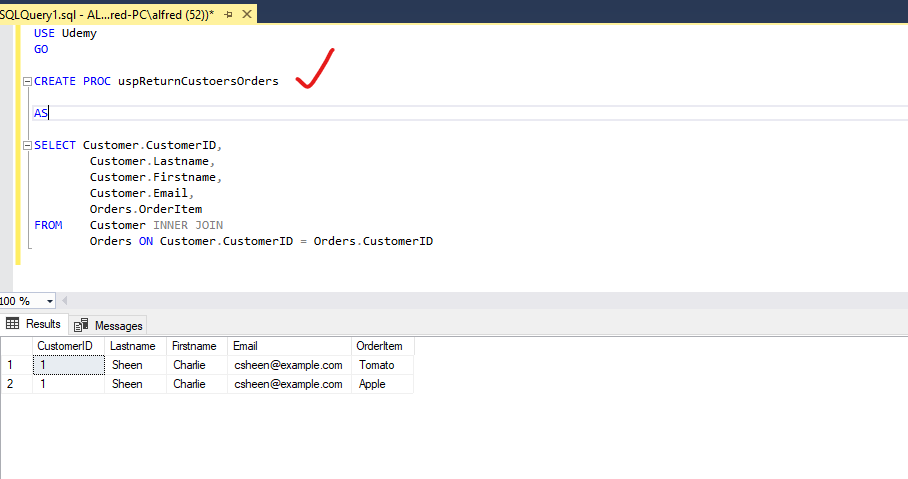 SQLQuery1.sql - AL...red-PC\alfred (52))*
USE Udemy
GO
CREATE PROC uspReturnCustoersOrders
AS
SELECT Customer.CustomerID,
Customer.Lastname,
Customer.Firstname,
Customer.Email,
Orders.OrderItem
FROM Customer INNER JOIN
Orders ON Customer.CustomerID = Orders.CustomerID
100 %
Results Messages
CustomerID Lastname Firstname Email OrderItem
1 1 Sheen Charlie csheen@example.com Tomato
2 1 Sheen Charlie csheen@example.com Apple